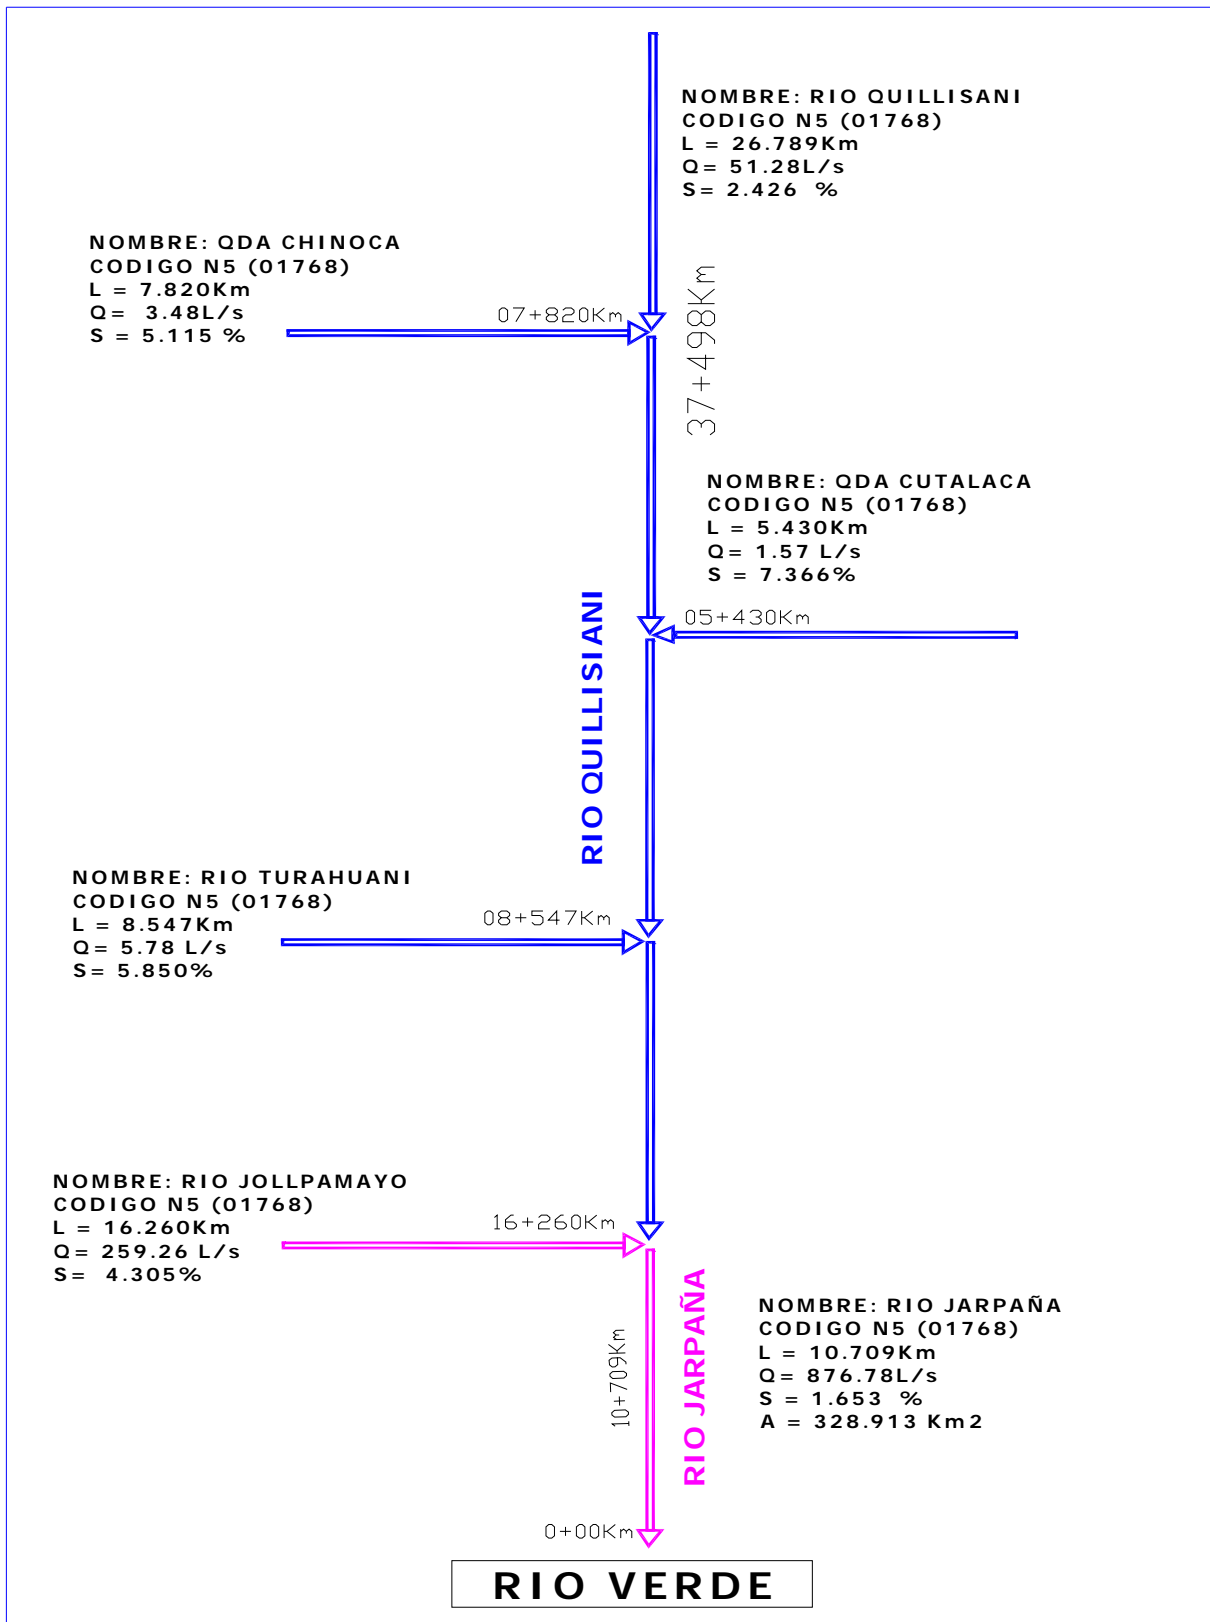 NOMBRE: RIO QUILLISANI
CODIGO N5 (01768)
L = 26.789Km
Q= 51.28L/s
S= 2.426 %
NOMBRE: QDA CHINOCA
CODIGO N5 (01768)
L = 7.820Km
Q= 3.48L/s
S = 5.115 %
07+820Km
37+498Km
NOMBRE: QDA CUTALACA
CODIGO N5 (01768)
L = 5.430Km
Q= 1.57 L/s
S = 7.366%
05+430Km
RIO QUILLISIANI
NOMBRE: RIO TURAHUANI
CODIGO N5 (01768)
L = 8.547Km
Q= 5.78 L/s
S= 5.850%
08+547Km
NOMBRE: RIO JOLLPAMAYO
CODIGO N5 (01768)
L = 16.260Km
Q= 259.26 L/s
S= 4.305%
16+260Km
RIO JARPAÑA
10+709Km
NOMBRE: RIO JARPAÑA
CODIGO N5 (01768)
L = 10.709Km
Q= 876.78L/s
S = 1.653 %
A = 328.913 Km2
0+00Km
RIO VERDE